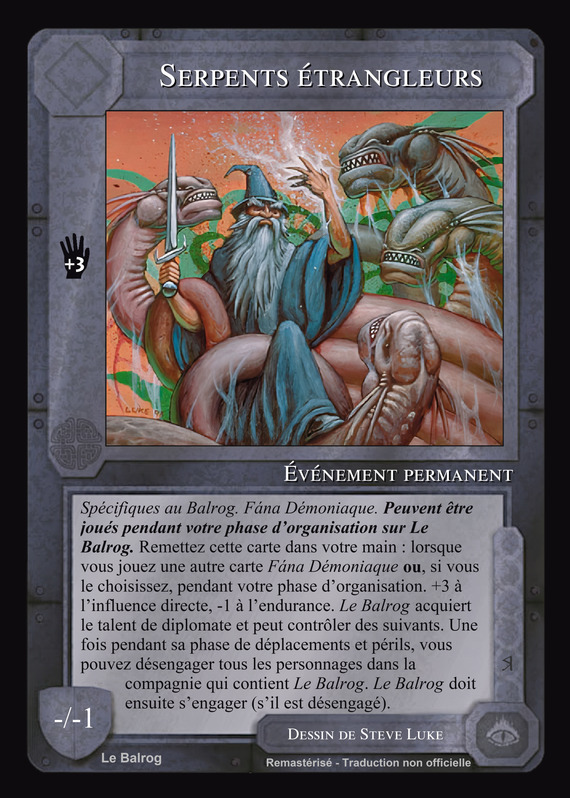 Serpents étrangleurs
+3
LUKE 97
Événement permanent
Spécifiques au Balrog. Fána Démoniaque. Peuvent être
joués pendant votre phase d'organisation sur Le
Balrog. Remettez cette carte dans votre main : lorsque
vous jouez une autre carte Fána Démoniaque ou, si vous
le choisissez, pendant votre phase d'organisation. +3 à
l'influence directe, -1 à l'endurance. Le Balrog acquiert
le talent de diplomate et peut contrôler des suivants. Une
fois pendant sa phase de déplacements et périls, vous
pouvez désengager tous les personnages dans la
compagnie qui contient Le Balrog. Le Balrog doit
ensuite s'engager (s'il est désengagé).
-/-1
Dessin de Steve Luke
Le Balrog
Remastérisé - Traduction non officielle